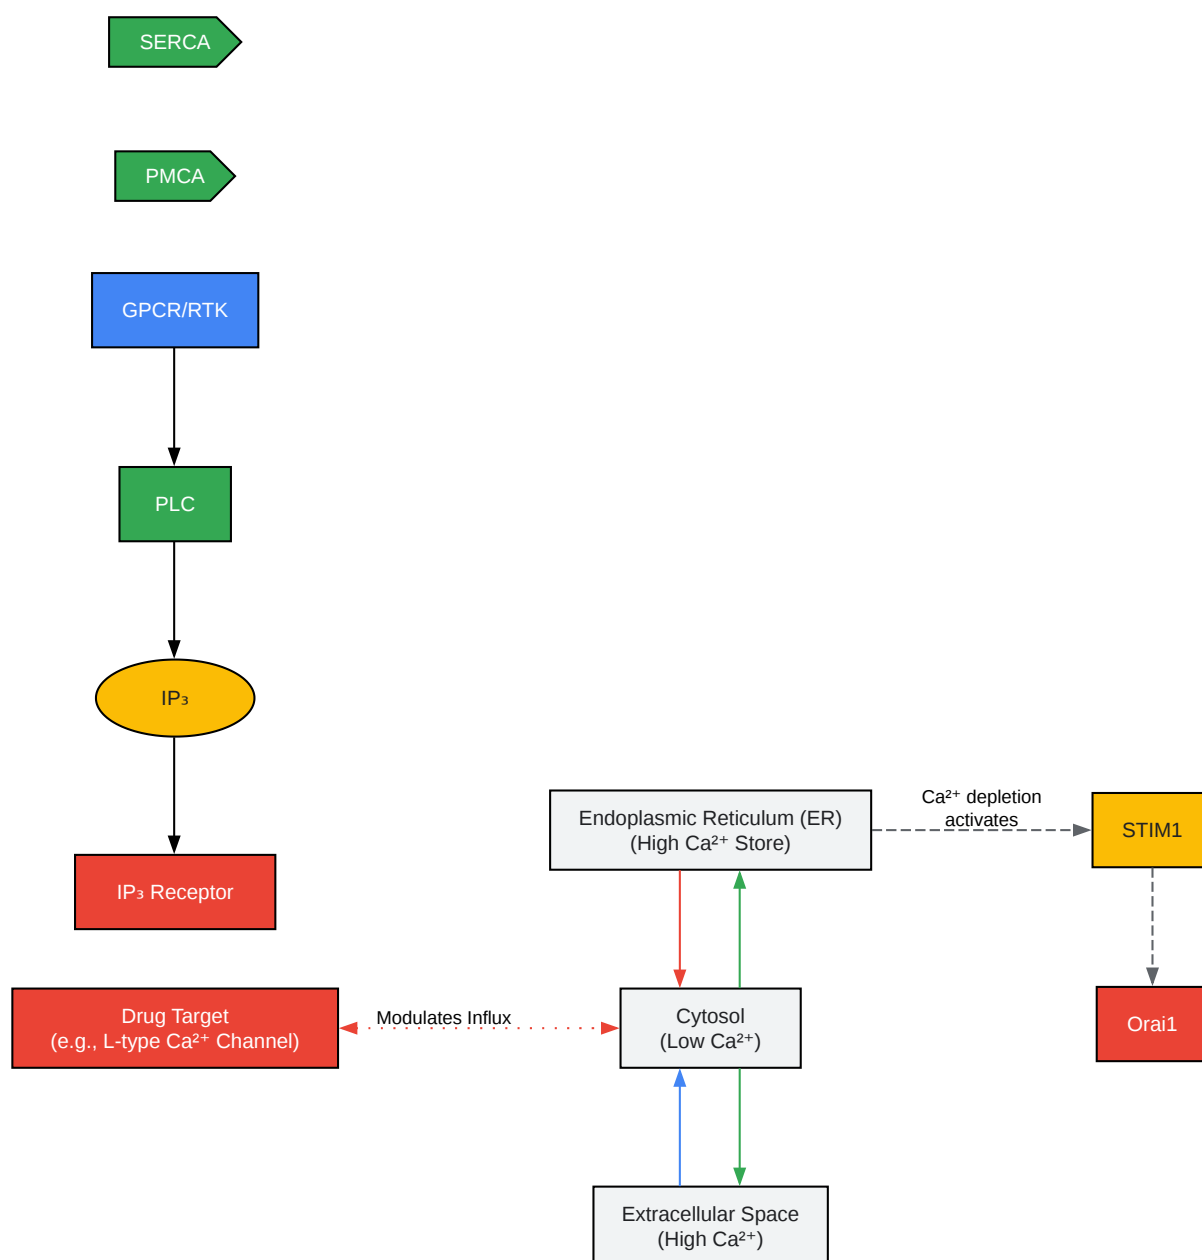 SERCA
PMCA
GPCR/RTK
PLC
IP₃
IP₃ Receptor
Drug Target
(e.g., L-type Ca²⁺ Channel)
Modulates Influx
Endoplasmic Reticulum (ER)
(High Ca²⁺ Store)
Ca²⁺ depletion
activates
STIM1
Cytosol
(Low Ca²⁺)
Orai1
Extracellular Space
(High Ca²⁺)